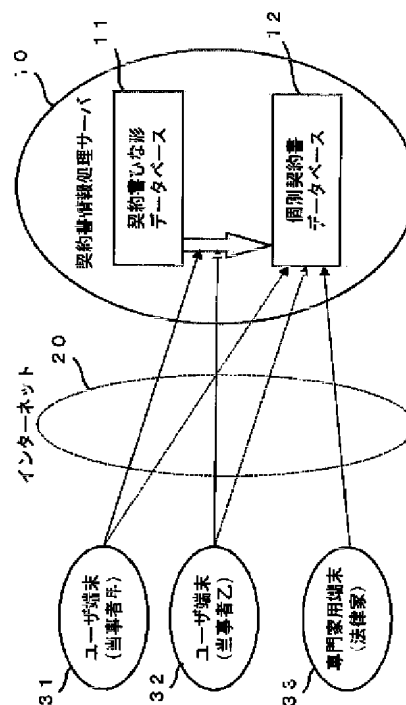 10
契約書情報処理サーバ
11
契約書ひな形
データベース
12
個別契約書
データベース
20
インターネット
31
ユーザ端末
(当事者甲)
32
ユーザ端末
(当事者乙)
33
専門家用端末
(法律家)